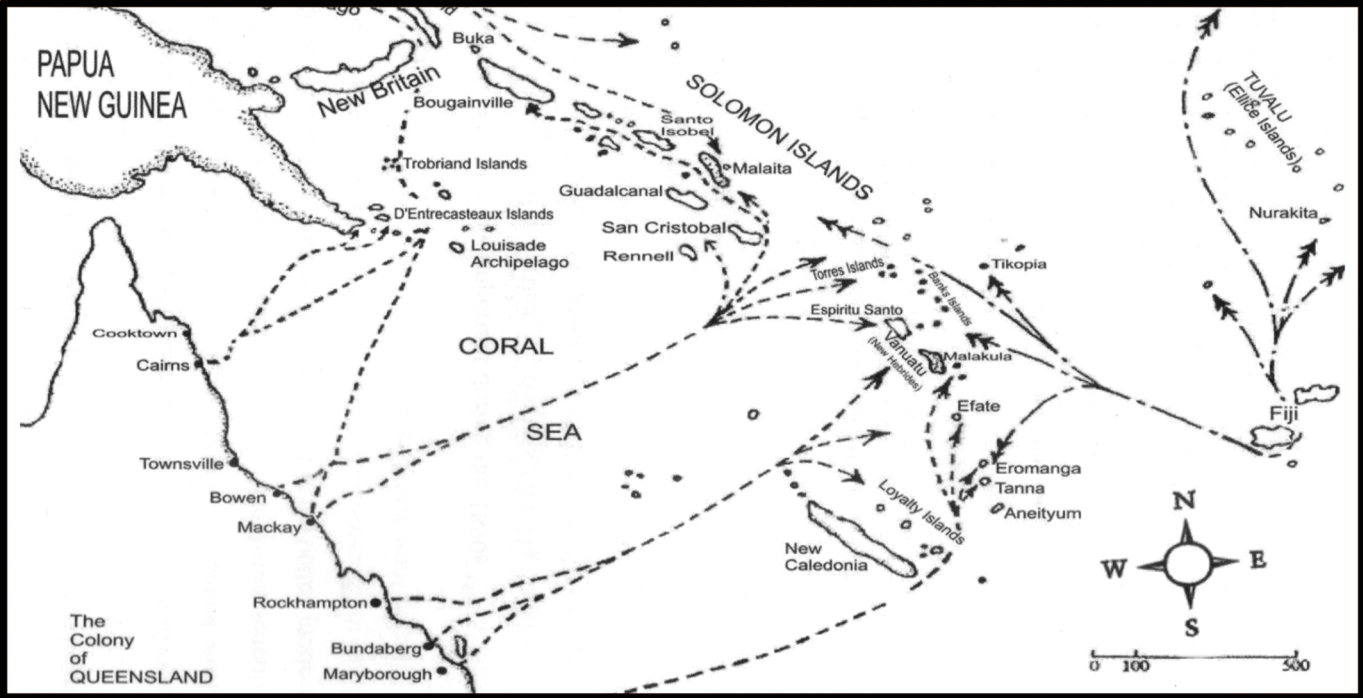 Buka
PAPUA
NEW GUINEA
New Britain
Bougainville
SOLOMON ISLANDS
Santo
Isobel
Malaita
TUVALU
(Ellice Islands)
Trobriand Islands
Guadalcanal
D'Entrecasteaux Islands
San Cristobal
Nurakita
Louisade
Archipelago
Rennell
Torres Islands
Tikopia
Banks Islands
Espiritu Santo
Cooktown
CORAL
Vanuatu
(New Hebrides)
Malakula
Cairns
Efate
Fiji
SEA
Townsville
Eromanga
Bowen
Tanna
Loyalty Islands
Aneityum
Mackay
N
New
Caledonia
W
E
Rockhampton
S
The
Colony
of
QUEENSLAND
Bundaberg
Maryborough
0 100 500